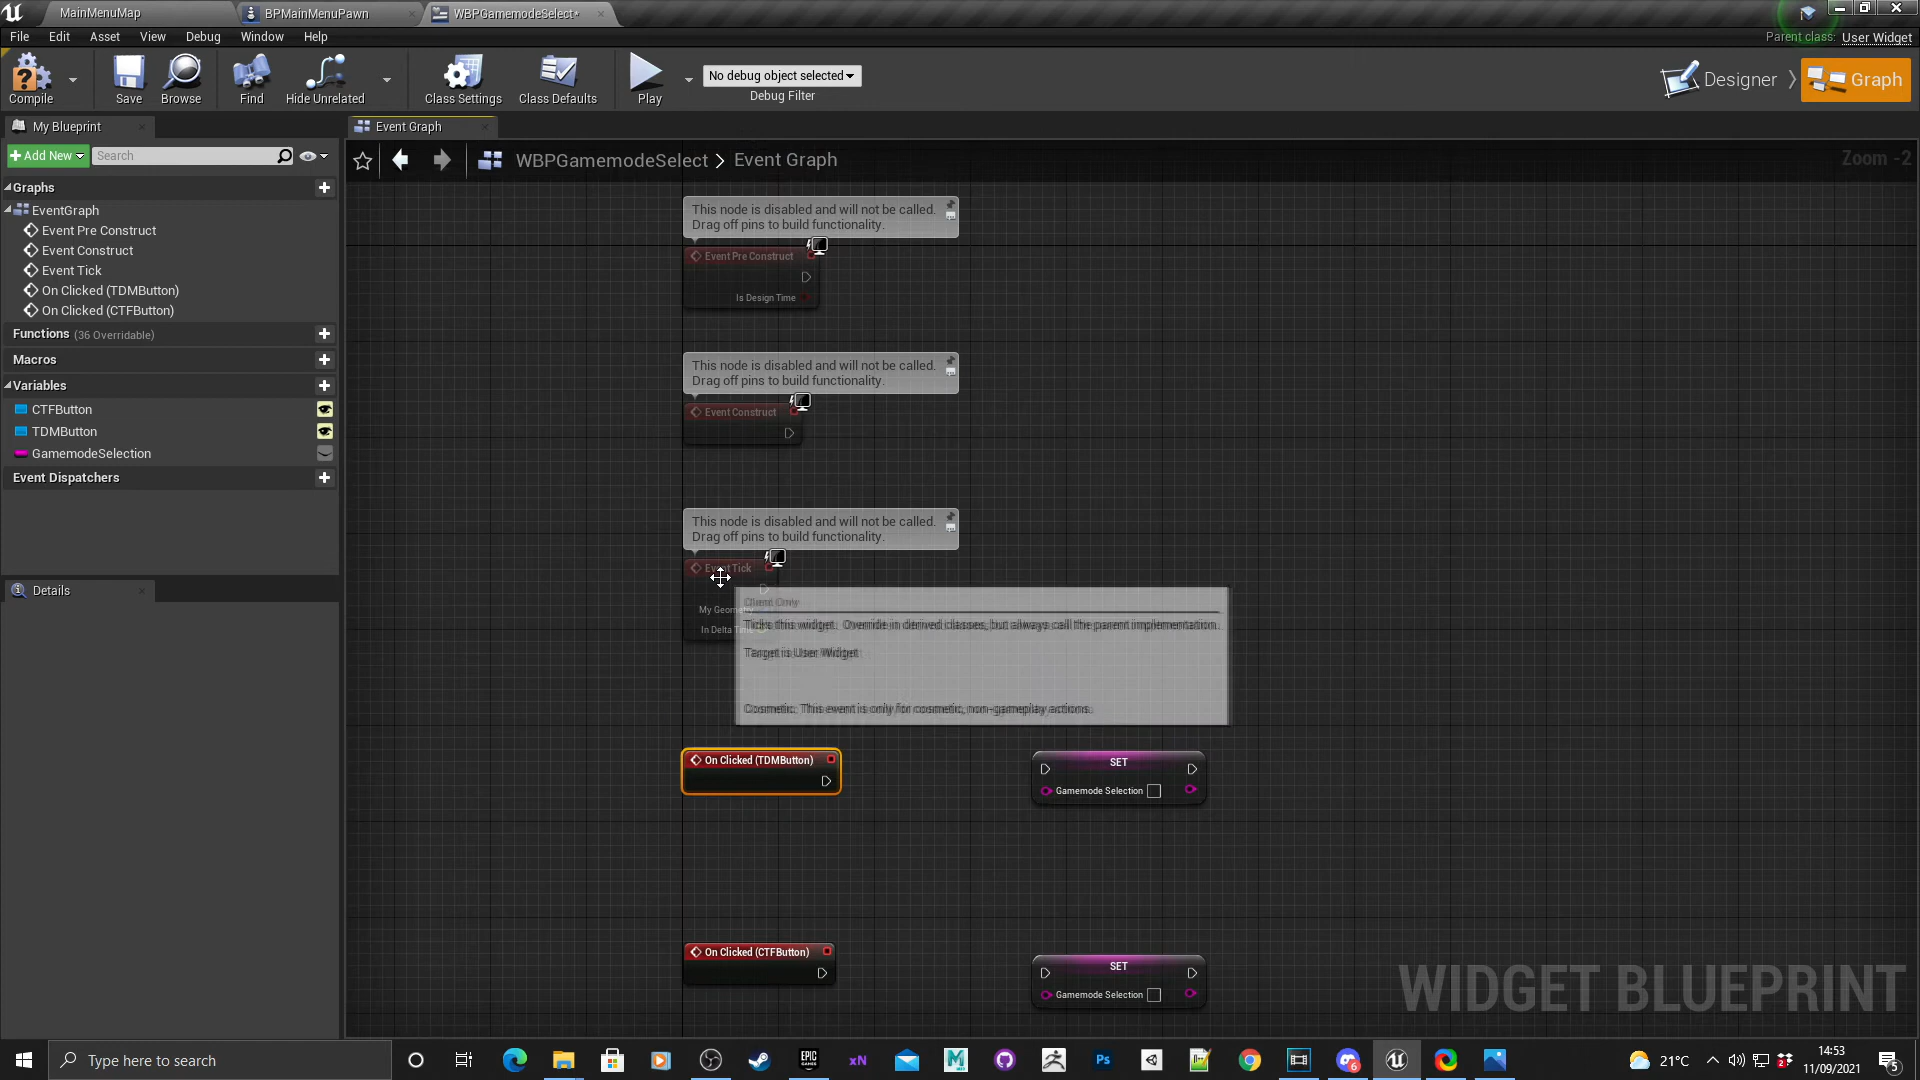 MainMenuMap
BPMainMenuPawn
WBPGamemodeSelect*
File Edit Asset View Debug Window Help
Parent class: User Widget
Compile
Save
Browse
Find
Hide Unrelated
Class Settings
Class Defaults
Play
No debug object selected
Debug Filter
Designer
Graph
My Blueprint
Event Graph
Add New
Search
WBPGamemodeSelect > Event Graph
Zoom -2
Graphs
EventGraph
Event Pre Construct
Event Construct
Event Tick
On Clicked (TDMButton)
On Clicked (CTFButton)
Functions (36 Overridable)
Macros
Variables
CTFButton
TDMButton
GamemodeSelection
Event Dispatchers
Details
This node is disabled and will not be called.
Drag off pins to build functionality.
Event Pre Construct
Is Design Time
This node is disabled and will not be called.
Drag off pins to build functionality.
Event Construct
This node is disabled and will not be called.
Drag off pins to build functionality.
Event Tick
My Geometry
In Delta Time
Client Only
Ticks this widget. Override in derived classes, but always call the parent implementation.
Target is User Widget
Cosmetic. This event is only for cosmetic, non-gameplay actions.
On Clicked (TDMButton)
SET
Gamemode Selection
On Clicked (CTFButton)
SET
Gamemode Selection
WIDGET BLUEPRINT
Type here to search
xN
Ps
21°C
14:53
11/09/2021